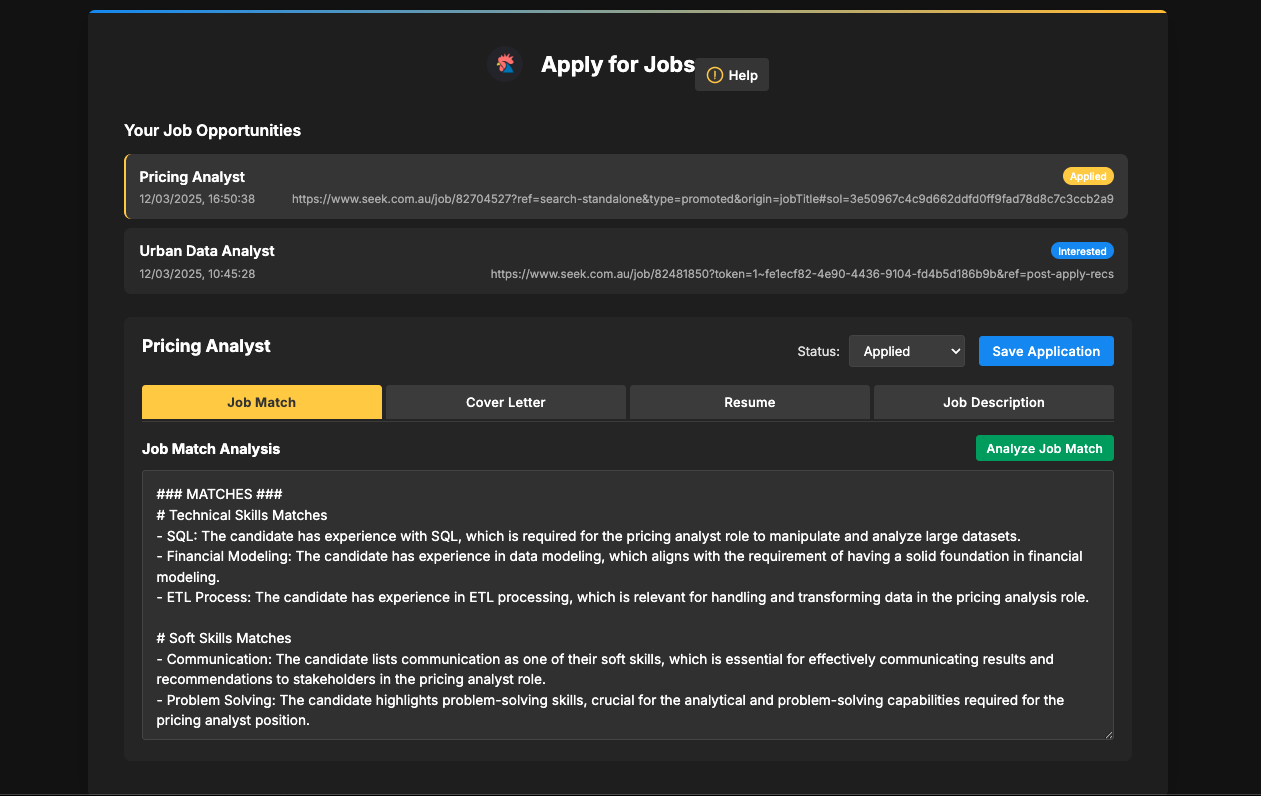 Apply for Jobs
Help
Your Job Opportunities
Pricing Analyst
Applied
12/03/2025, 16:50:38
https://www.seek.com.au/job/82704527?ref=search-standalone&type=promoted&origin=jobTitle#sol=3e50967c4c9d662ddfd0ff9fad78d8c7c3ccb2a9
Urban Data Analyst
Interested
12/03/2025, 10:45:28
https://www.seek.com.au/job/82481850?token=1~fe1ecf82-4e90-4436-9104-fd4b5d186b9b&ref=post-apply-recs
Pricing Analyst
Status:
Applied
Save Application
Job Match
Cover Letter
Resume
Job Description
Job Match Analysis
Analyze Job Match
### MATCHES ###
# Technical Skills Matches
- SQL: The candidate has experience with SQL, which is required for the pricing analyst role to manipulate and analyze large datasets.
- Financial Modeling: The candidate has experience in data modeling, which aligns with the requirement of having a solid foundation in financial
modeling.
- ETL Process: The candidate has experience in ETL processing, which is relevant for handling and transforming data in the pricing analysis role.
# Soft Skills Matches
- Communication: The candidate lists communication as one of their soft skills, which is essential for effectively communicating results and
recommendations to stakeholders in the pricing analyst role.
- Problem Solving: The candidate highlights problem-solving skills, crucial for the analytical and problem-solving capabilities required for the
pricing analyst position.